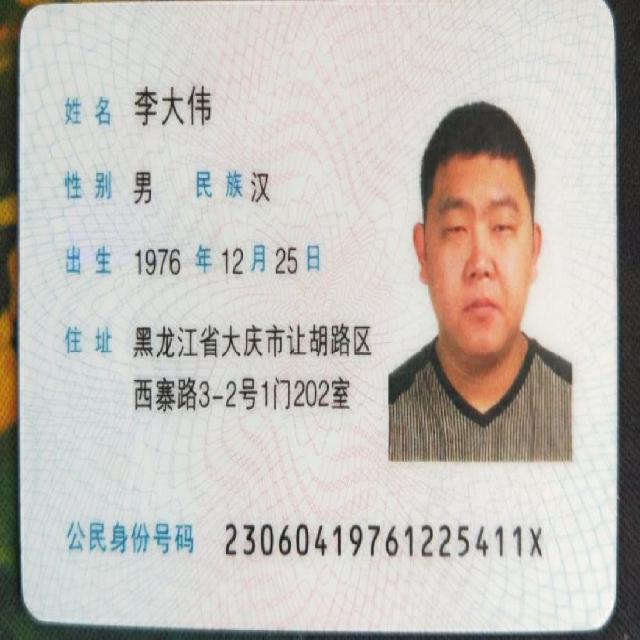 姓名 李大伟
性别 男 民族 汉
出生 1976 年 12 月 25 日
住址 黑龙江省大庆市让胡路区
西寨路3-2号1门202室
公民身份号码 23060419761225411X